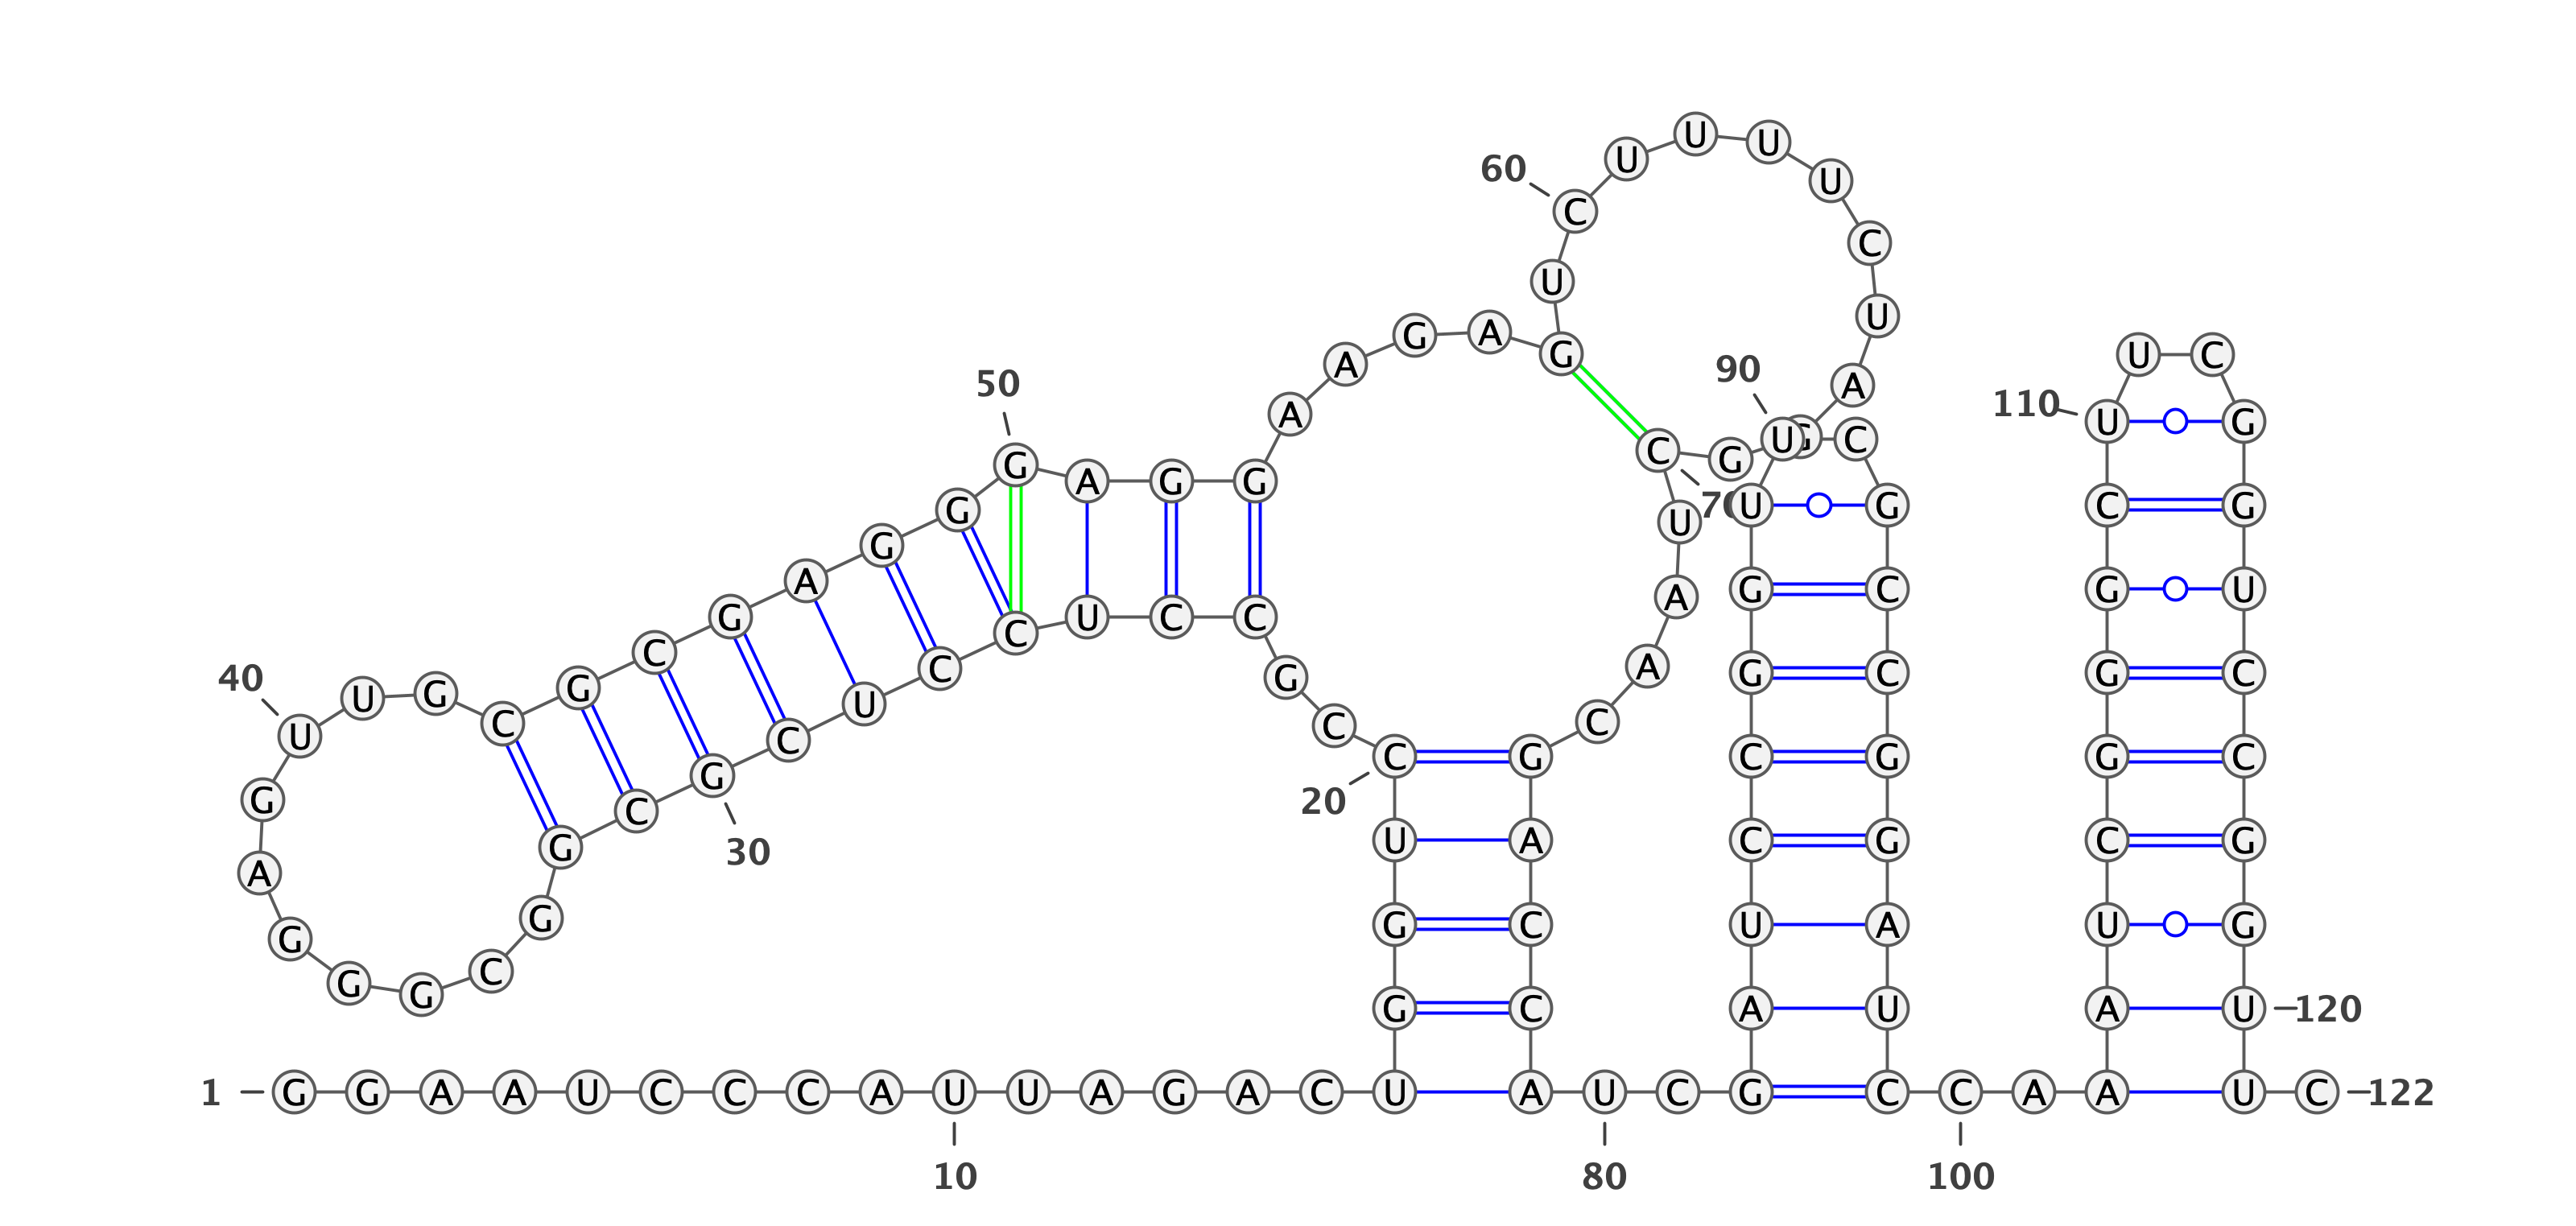 U U
60 U
U
C
C
U
U
G A
G U C
A 90
50 A
110
A U G
U G C
C G
G
A G G
G 70 U G C G
U
G
A A G C G U
G U C C
C
C
C A G C G C
40 G C
U G G
U
C C C
U C
C G C G G C
G
G 20
C
G U A C G C G
30
A
G G C U A U G
G
C
G
G
G C A U A U 120
1 G G A A U C C C A U U A G A C U A U C G C C A A U C 122
10 80 100